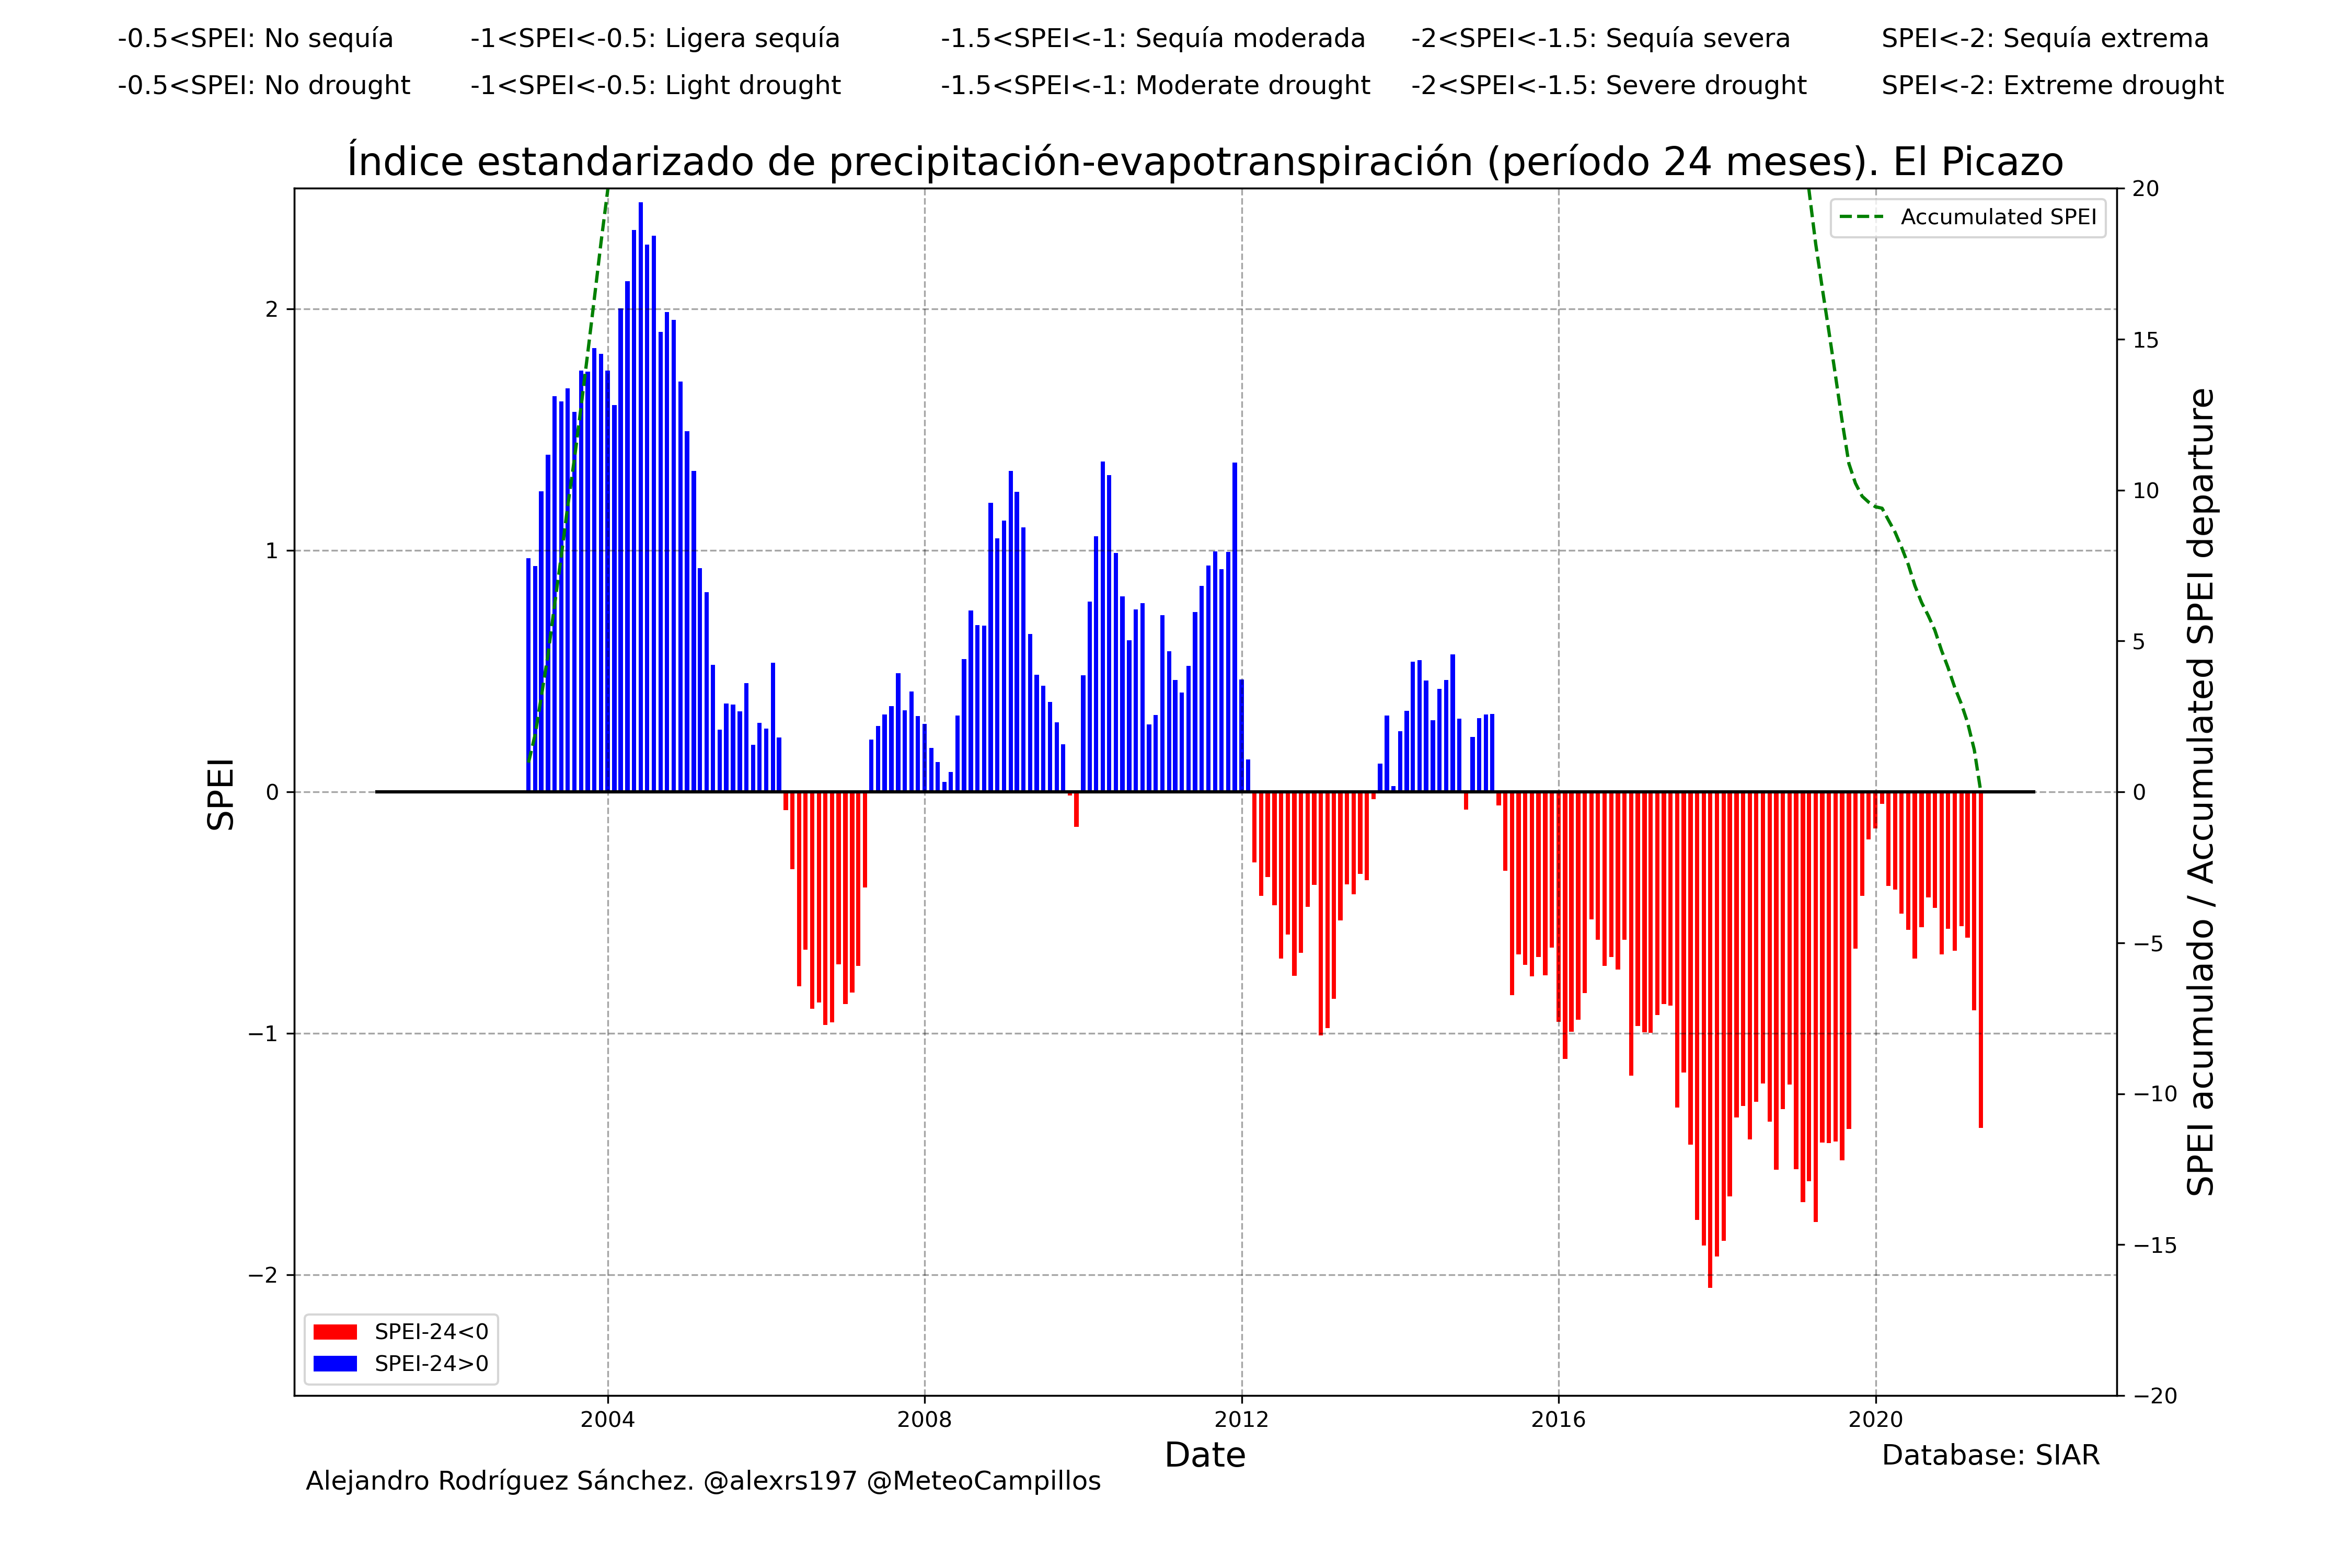 -0.5<SPEI: No sequía -1<SPEI<-0.5: Ligera sequía -1.5<SPEI<-1: Sequía moderada -2<SPEI<-1.5: Sequía severa SPEI<-2: Sequía extrema
-0.5<SPEI: No drought -1<SPEI<-0.5: Light drought -1.5<SPEI<-1: Moderate drought -2<SPEI<-1.5: Severe drought SPEI<-2: Extreme drought
Índice estandarizado de precipitación-evapotranspiración (período 24 meses). El Picazo
Accumulated SPEI
SPEI
2
1
0
−1
−2
20
15
10
5
0
−5
−10
−15
−20
SPEI acumulado / Accumulated SPEI departure
SPEI-24<0
SPEI-24>0
2004 2008 2012 2016 2020
Date
Database: SIAR
Alejandro Rodríguez Sánchez. @alexrs197 @MeteoCampillos